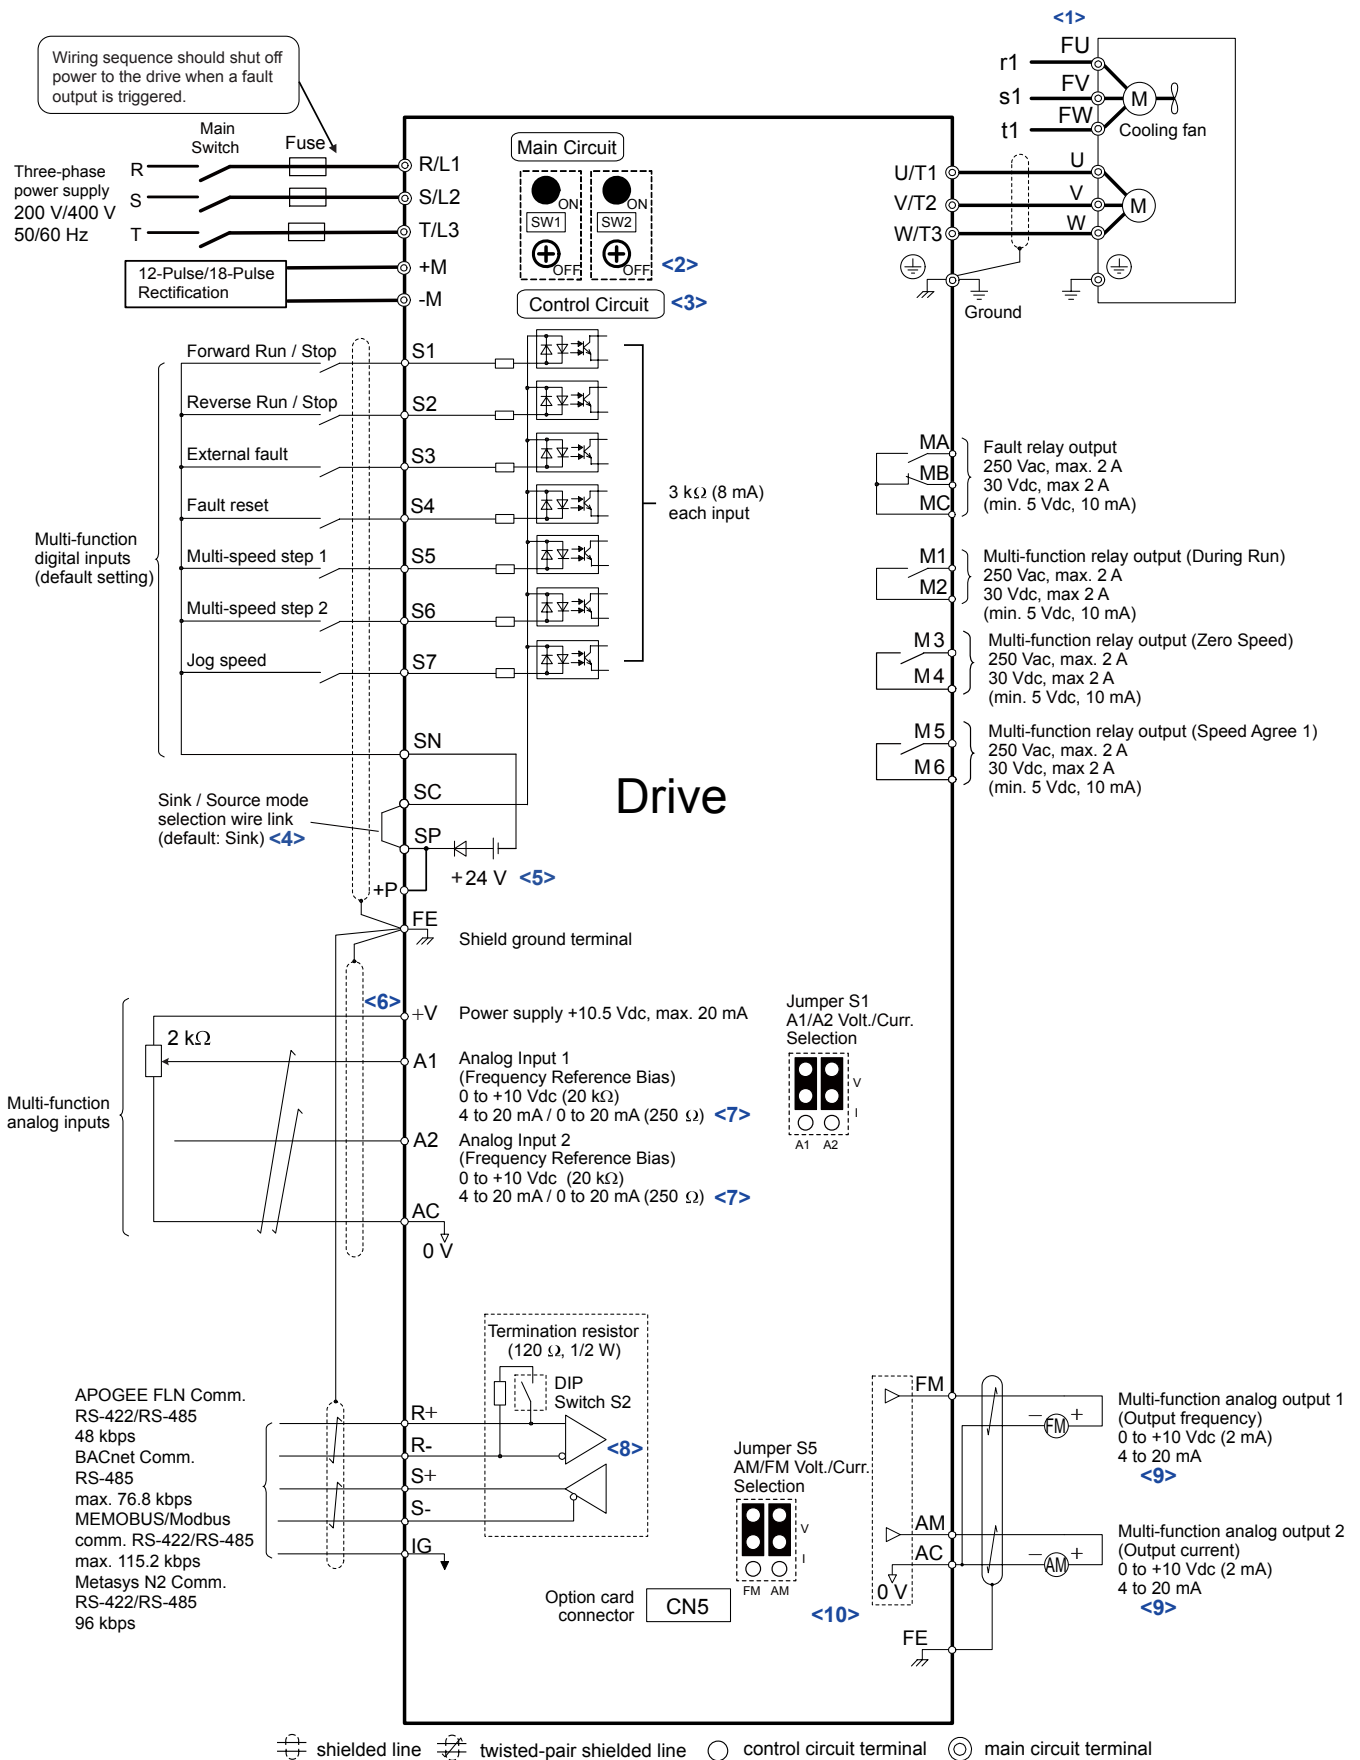 <1>
Wiring sequence should shut off
power to the drive when a fault
output is triggered.
r1
FU
s1
FV
t1
FW
M
Cooling fan
Main
Switch
Fuse
Three-phase
power supply
200 V/400 V
50/60 Hz
R
S
T
R/L1
S/L2
T/L3
12-Pulse/18-Pulse
Rectification
+M
-M
Main Circuit
ON
SW1
OFF
ON
SW2
OFF
<2>
Control Circuit
<3>
U/T1
V/T2
W/T3
U
V
W
M
Ground
Multi-function
digital inputs
(default setting)
Forward Run / Stop
S1
Reverse Run / Stop
S2
External fault
S3
Fault reset
S4
Multi-speed step 1
S5
Multi-speed step 2
S6
Jog speed
S7
3 kΩ (8 mA)
each input
SN
SC
Sink / Source mode
selection wire link
(default: Sink) <4>
SP
+24 V <5>
+P
FE
Shield ground terminal
Drive
MA
MB
MC
Fault relay output
250 Vac, max. 2 A
30 Vdc, max 2 A
(min. 5 Vdc, 10 mA)
M1
M2
Multi-function relay output (During Run)
250 Vac, max. 2 A
30 Vdc, max 2 A
(min. 5 Vdc, 10 mA)
M3
M4
Multi-function relay output (Zero Speed)
250 Vac, max. 2 A
30 Vdc, max 2 A
(min. 5 Vdc, 10 mA)
M5
M6
Multi-function relay output (Speed Agree 1)
250 Vac, max. 2 A
30 Vdc, max 2 A
(min. 5 Vdc, 10 mA)
Multi-function
analog inputs
2 kΩ
<6>
+V
Power supply +10.5 Vdc, max. 20 mA
A1
Analog Input 1
(Frequency Reference Bias)
0 to +10 Vdc (20 kΩ)
4 to 20 mA / 0 to 20 mA (250 Ω) <7>
A2
Analog Input 2
(Frequency Reference Bias)
0 to +10 Vdc (20 kΩ)
4 to 20 mA / 0 to 20 mA (250 Ω) <7>
AC
0 V
Jumper S1
A1/A2 Volt./Curr.
Selection
V
I
A1 A2
Termination resistor
(120 Ω, 1/2 W)
DIP
Switch S2
<8>
APOGEE FLN Comm.
RS-422/RS-485
48 kbps
BACnet Comm.
RS-485
max. 76.8 kbps
MEMOBUS/Modbus
comm. RS-422/RS-485
max. 115.2 kbps
Metasys N2 Comm.
RS-422/RS-485
96 kbps
R+
R-
S+
S-
IG
Jumper S5
AM/FM Volt./Curr.
Selection
V
I
FM AM
Option card
connector
CN5
<10>
FM
− FM +
Multi-function analog output 1
(Output frequency)
0 to +10 Vdc (2 mA)
4 to 20 mA
<9>
AM
AC
0 V
− AM +
Multi-function analog output 2
(Output current)
0 to +10 Vdc (2 mA)
4 to 20 mA
<9>
FE
shielded line
twisted-pair shielded line
control circuit terminal
main circuit terminal